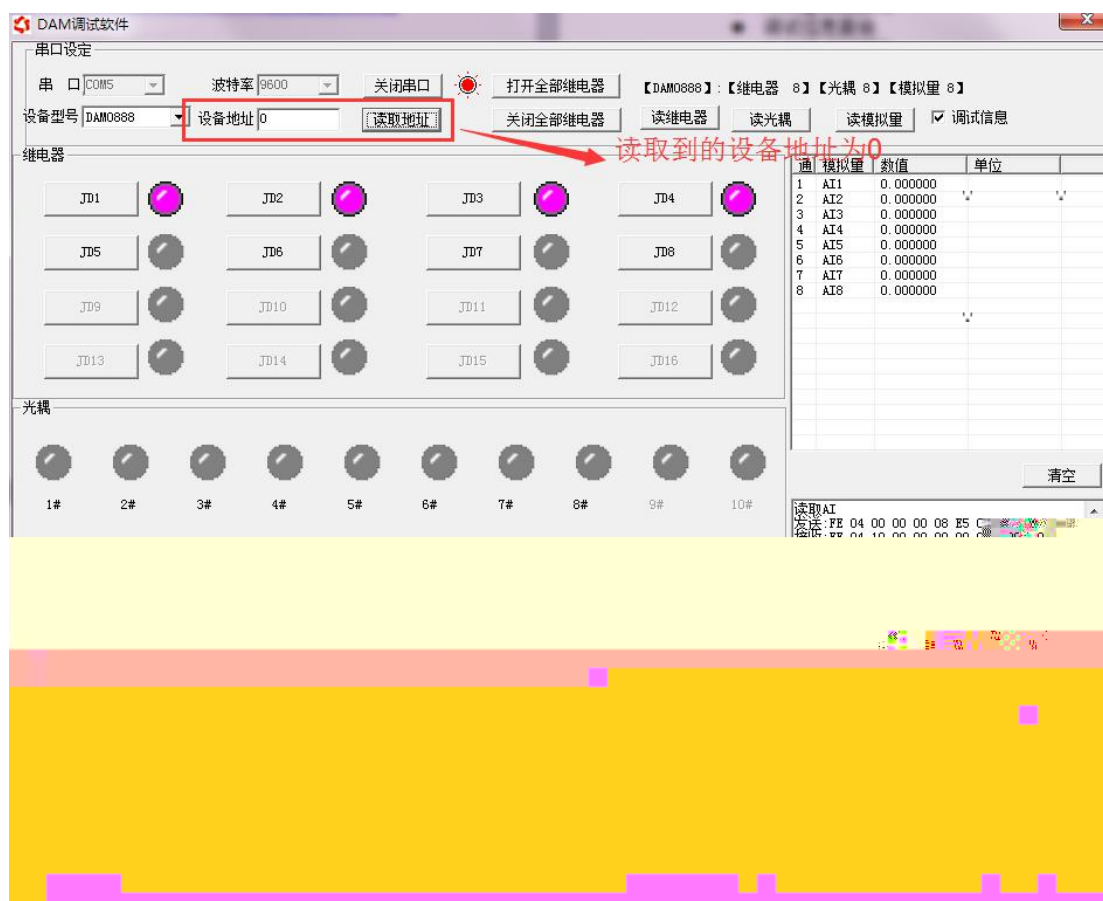 DAM调试软件
串口设定
串 口 COM5 波特率 9600 关闭串口 打开全部继电器 【DAM0888】:【继电器 8】【光耦 8】【模拟量 8】
设备型号 DAM0888 设备地址 0 读取地址 关闭全部继电器 读继电器 读光耦 读模拟量 调试信息
读取到的设备地址为0
继电器
JD1 JD2 JD3 JD4
JD5 JD6 JD7 JD8
JD9 JD10 JD11 JD12
JD13 JD14 JD15 JD16
通 模拟量 数值 单位
1 AI1 0.000000
2 AI2 0.000000
3 AI3 0.000000
4 AI4 0.000000
5 AI5 0.000000
6 AI6 0.000000
7 AI7 0.000000
8 AI8 0.000000
光耦
1# 2# 3# 4# 5# 6# 7# 8# 9# 10#
清空
读取AI
发送:FE 04 00 00 00 08 E5
接收:FE 04 10 00 00 00 00